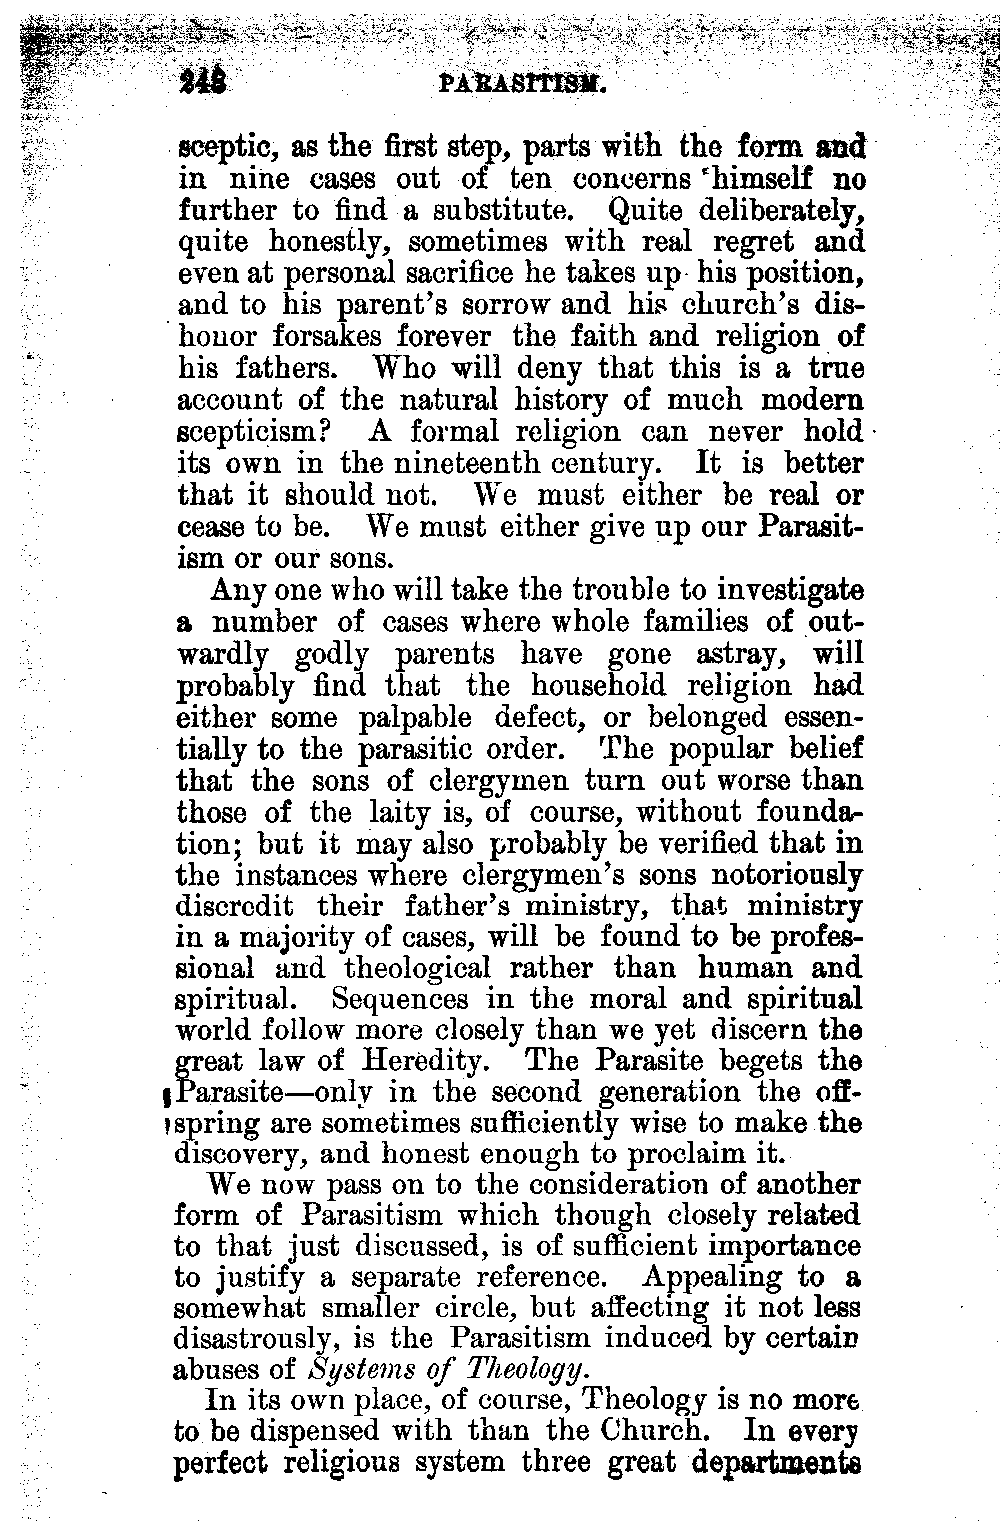 248 PARASITISM.
sceptic, as the first step, parts with the form and
in nine cases out of ten concerns himself no
further to find a substitute. Quite deliberately,
quite honestly, sometimes with real regret and
even at personal sacrifice he takes up his position,
and to his parent's sorrow and his church's dis-
honor forsakes forever the faith and religion of
his fathers. Who will deny that this is a true
account of the natural history of much modern
scepticism? A formal religion can never hold
its own in the nineteenth century. It is better
that it should not. We must either be real or
cease to be. We must either give up our Parasit-
ism or our sons.
Any one who will take the trouble to investigate
a number of cases where whole families of out-
wardly godly parents have gone astray, will
probably find that the household religion had
either some palpable defect, or belonged essen-
tially to the parasitic order. The popular belief
that the sons of clergymen turn out worse than
those of the laity is, of course, without founda-
tion; but it may also probably be verified that in
the instances where clergymen's sons notoriously
discredit their father's ministry, that ministry
in a majority of cases, will be found to be profes-
sional and theological rather than human and
spiritual. Sequences in the moral and spiritual
world follow more closely than we yet discern the
great law of Heredity. The Parasite begets the
Parasite—only in the second generation the off-
spring are sometimes sufficiently wise to make the
discovery, and honest enough to proclaim it.
We now pass on to the consideration of another
form of Parasitism which though closely related
to that just discussed, is of sufficient importance
to justify a separate reference. Appealing to a
somewhat smaller circle, but affecting it not less
disastrously, is the Parasitism induced by certain
abuses of Systems of Theology.
In its own place, of course, Theology is no more
to be dispensed with than the Church. In every
perfect religious system three great departments